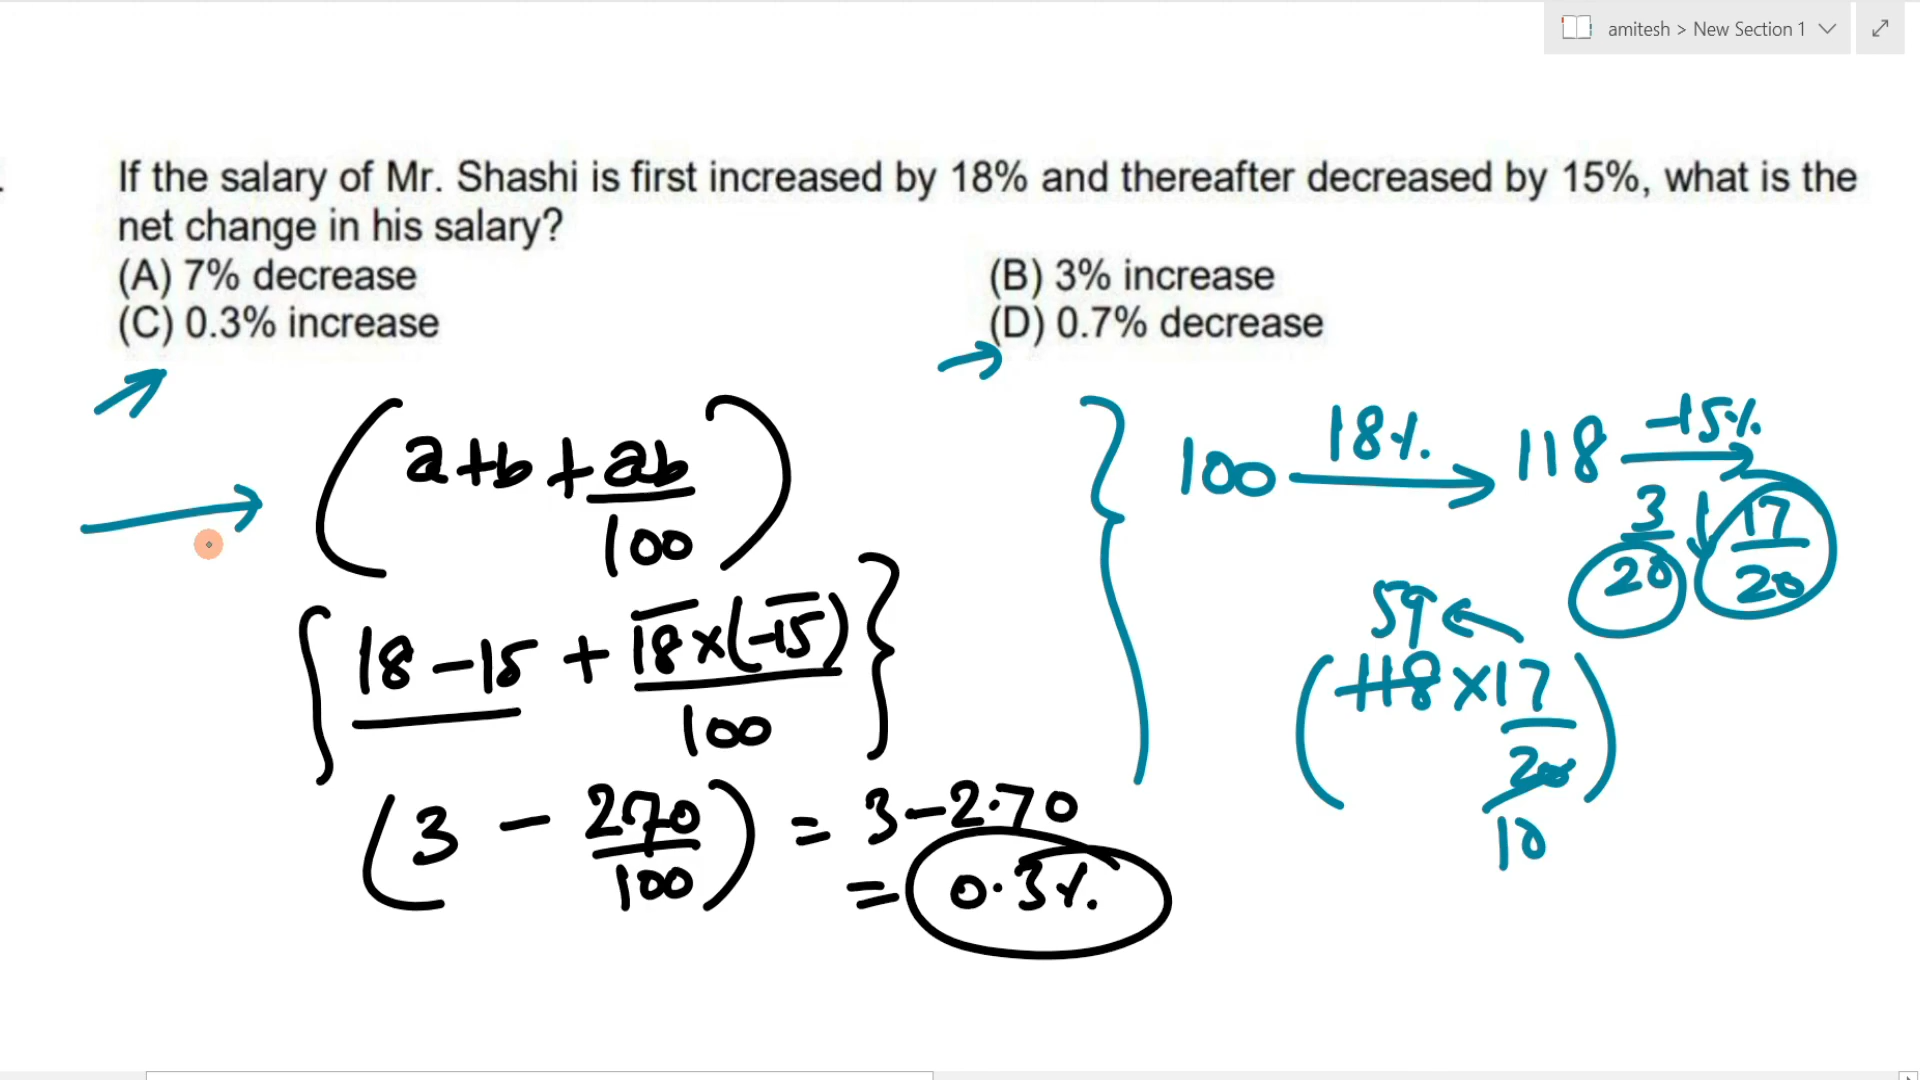 amitesh > New Section 1
If the salary of Mr. Shashi is first increased by 18% and thereafter decreased by 15%, what is the
net change in his salary?
(A) 7% decrease (B) 3% increase
(C) 0.3% increase (D) 0.7% decrease
(a+b+ab/100)
{18-15+18×(-15)/100}
(3 - 270/100) = 3-2.70
= 0.3%
100 18% 118 -15%
3/20 17/20
59
(118×17/20)
10